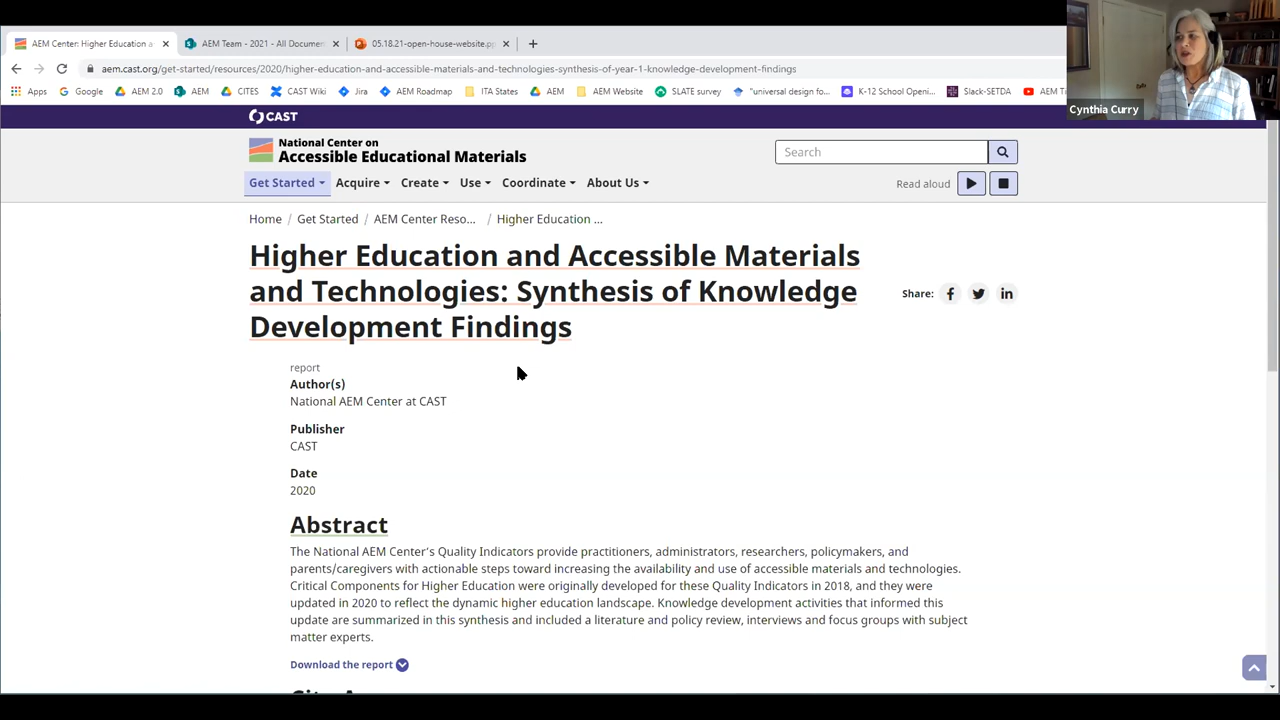 AEM Center: Higher Education a
AEM Team - 2021 - All Documen
05.18.21-open-house-website.pp
aem.cast.org/get-started/resources/2020/higher-education-and-accessible-materials-and-technologies-synthesis-of-year-1-knowledge-development-findings
Apps Google AEM 2.0 AEM CITES CAST Wiki Jira AEM Roadmap ITA States AEM AEM Website SLATE survey "universal design fo... K-12 School Openi... Slack-SETDA AEM Ti
Cynthia Curry
CAST
National Center on
Accessible Educational Materials
Search
Get Started Acquire Create Use Coordinate About Us
Read aloud
Home / Get Started / AEM Center Reso... / Higher Education ...
Higher Education and Accessible Materials
and Technologies: Synthesis of Knowledge
Development Findings
Share:
report
Author(s)
National AEM Center at CAST
Publisher
CAST
Date
2020
Abstract
The National AEM Center's Quality Indicators provide practitioners, administrators, researchers, policymakers, and
parents/caregivers with actionable steps toward increasing the availability and use of accessible materials and technologies.
Critical Components for Higher Education were originally developed for these Quality Indicators in 2018, and they were
updated in 2020 to reflect the dynamic higher education landscape. Knowledge development activities that informed this
update are summarized in this synthesis and included a literature and policy review, interviews and focus groups with subject
matter experts.
Download the report